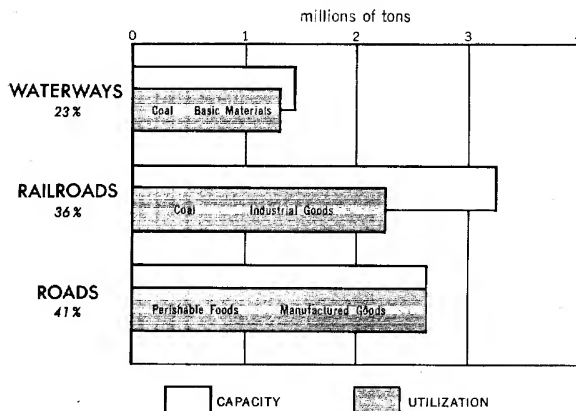 millions of tons
0 1 2 3 4
WATERWAYS
23%
Coal Basic Materials
RAILROADS
36%
Coal Industrial Goods
ROADS
41%
Perishable Foods Manufactured Goods
CAPACITY UTILIZATION